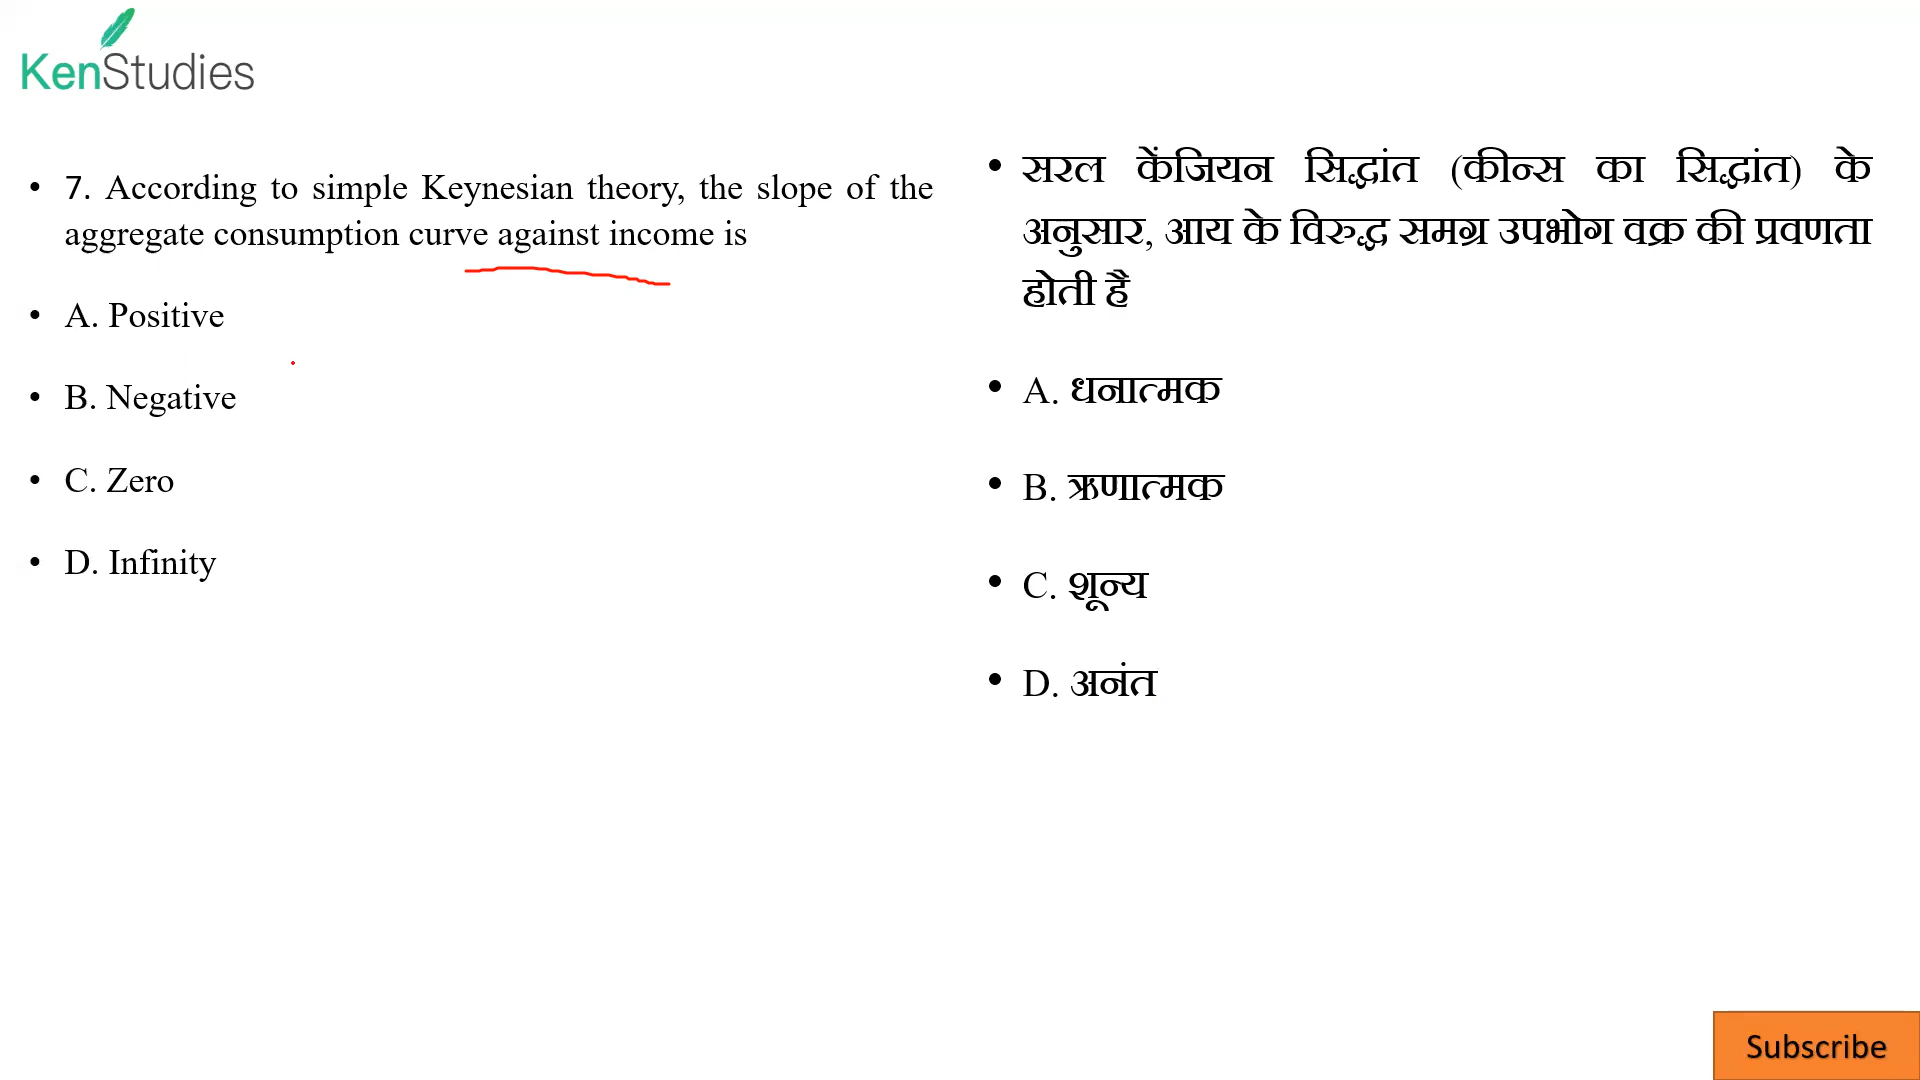 KenStudies
• 7. According to simple Keynesian theory, the slope of the
aggregate consumption curve against income is
• A. Positive
• B. Negative
• C. Zero
• D. Infinity
• सरल केंजियन सिद्धांत (कीन्स का सिद्धांत) के
अनुसार, आय के विरुद्ध समग्र उपभोग वक्र की प्रवणता
होती है
• A. धनात्मक
• B. ऋणात्मक
• C. शून्य
• D. अनंत
Subscribe